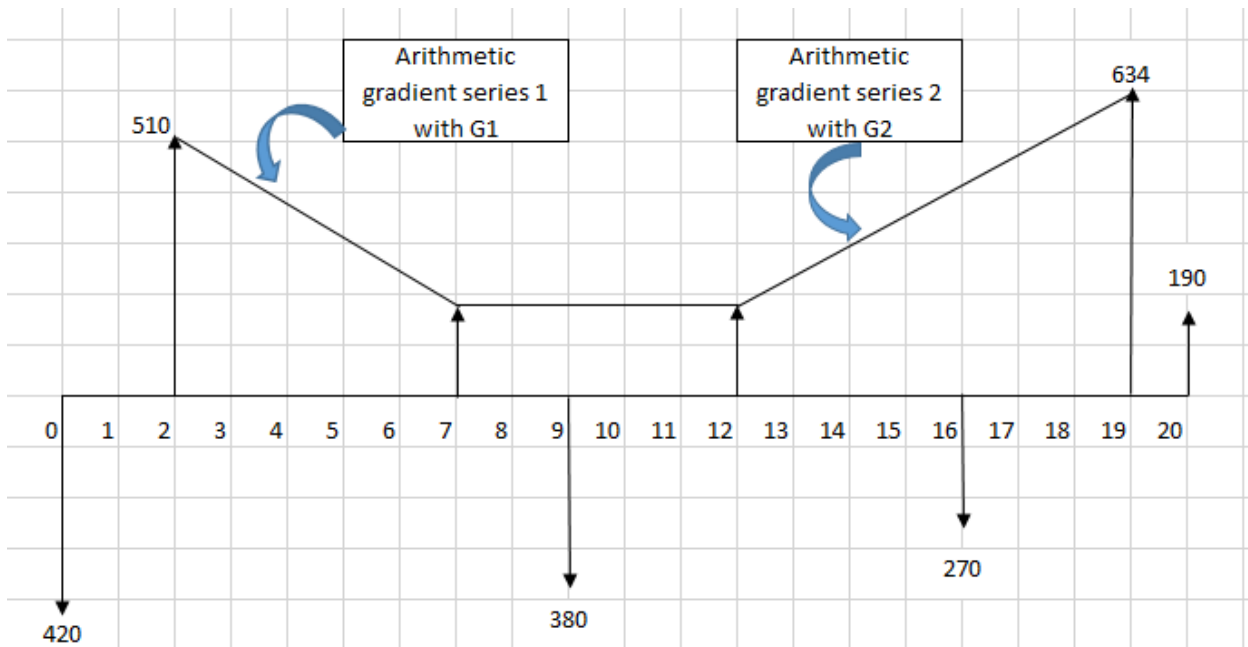 Arithmetic
gradient series 1
with G1
Arithmetic
gradient series 2
with G2
510
634
190
0 1 2 3 4 5 6 7 8 9 10 11 12 13 14 15 16 17 18 19 20
420
380
270